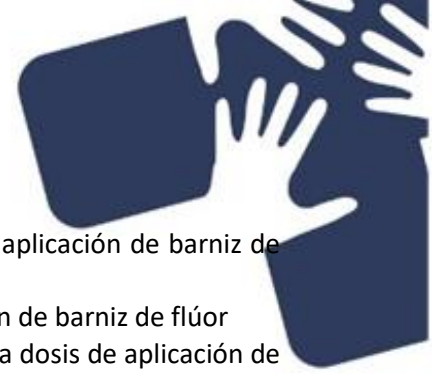 aplicación de barniz de
n de barniz de flúor
a dosis de aplicación de